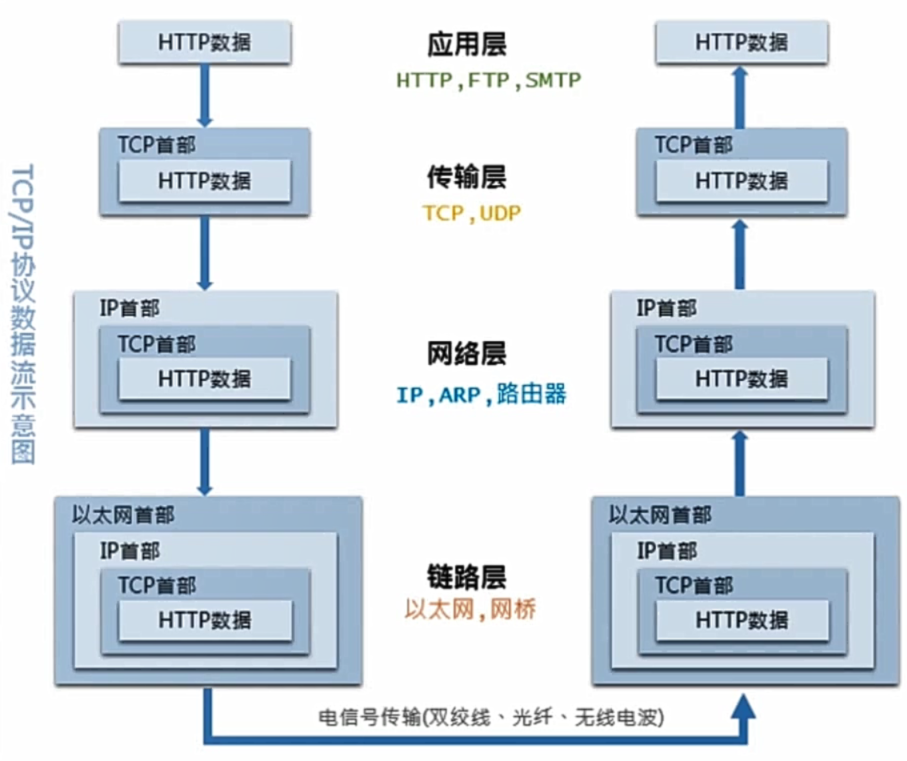 TCP/IP协议数据流示意图
HTTP数据
应用层
HTTP,FTP,SMTP
HTTP数据
TCP首部
HTTP数据
传输层
TCP,UDP
TCP首部
HTTP数据
IP首部
TCP首部
HTTP数据
网络层
IP,ARP,路由器
IP首部
TCP首部
HTTP数据
以太网首部
IP首部
TCP首部
HTTP数据
链路层
以太网,网桥
以太网首部
IP首部
TCP首部
HTTP数据
电信号传输(双绞线、光纤、无线电波)